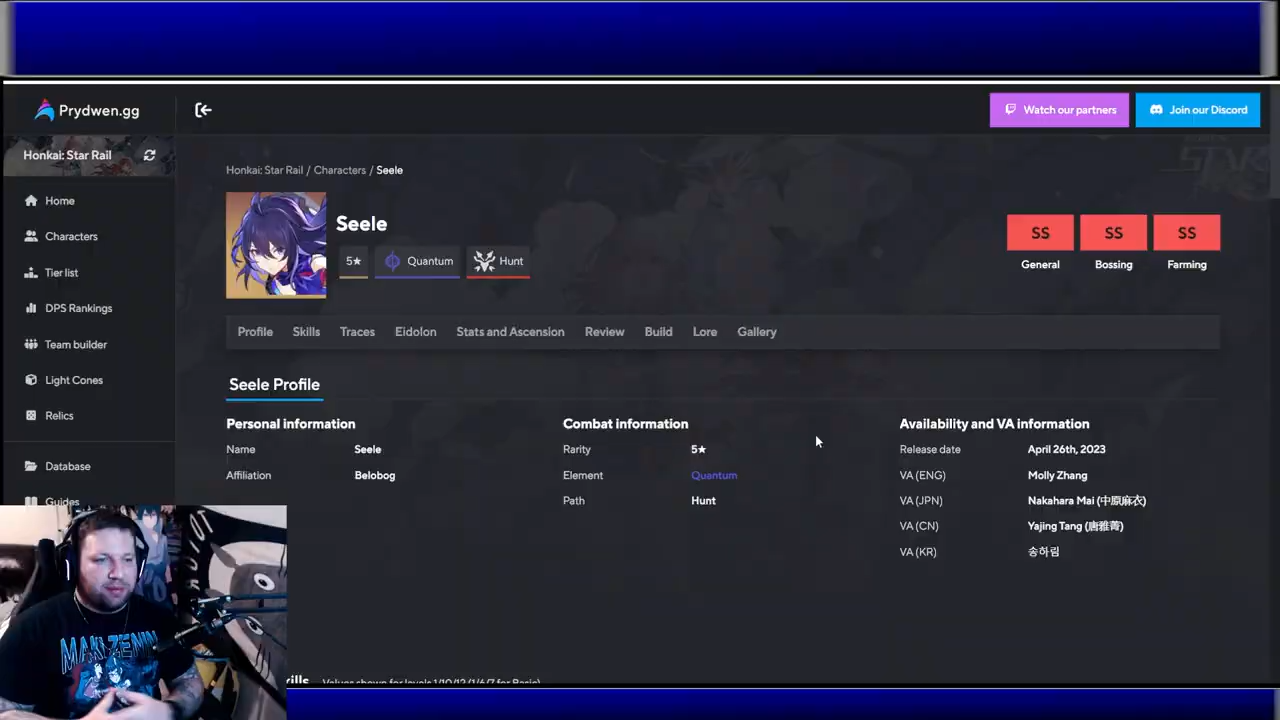 Prydwen.gg
Watch our partners
Join our Discord
Honkai: Star Rail
Home
Characters
Tier list
DPS Rankings
Team builder
Light Cones
Relics
Database
Guides
Honkai: Star Rail / Characters / Seele
Seele
5★ Quantum Hunt
SS SS SS
General Bossing Farming
Profile Skills Traces Eidolon Stats and Ascension Review Build Lore Gallery
Seele Profile
Personal information
Name Seele
Affiliation Belobog
Combat information
Rarity 5★
Element Quantum
Path Hunt
Availability and VA information
Release date April 26th, 2023
VA (ENG) Molly Zhang
VA (JPN) Nakahara Mai (中原麻衣)
VA (CN) Yajing Tang (唐雅菁)
VA (KR) 송하림
MAKI ZENIN